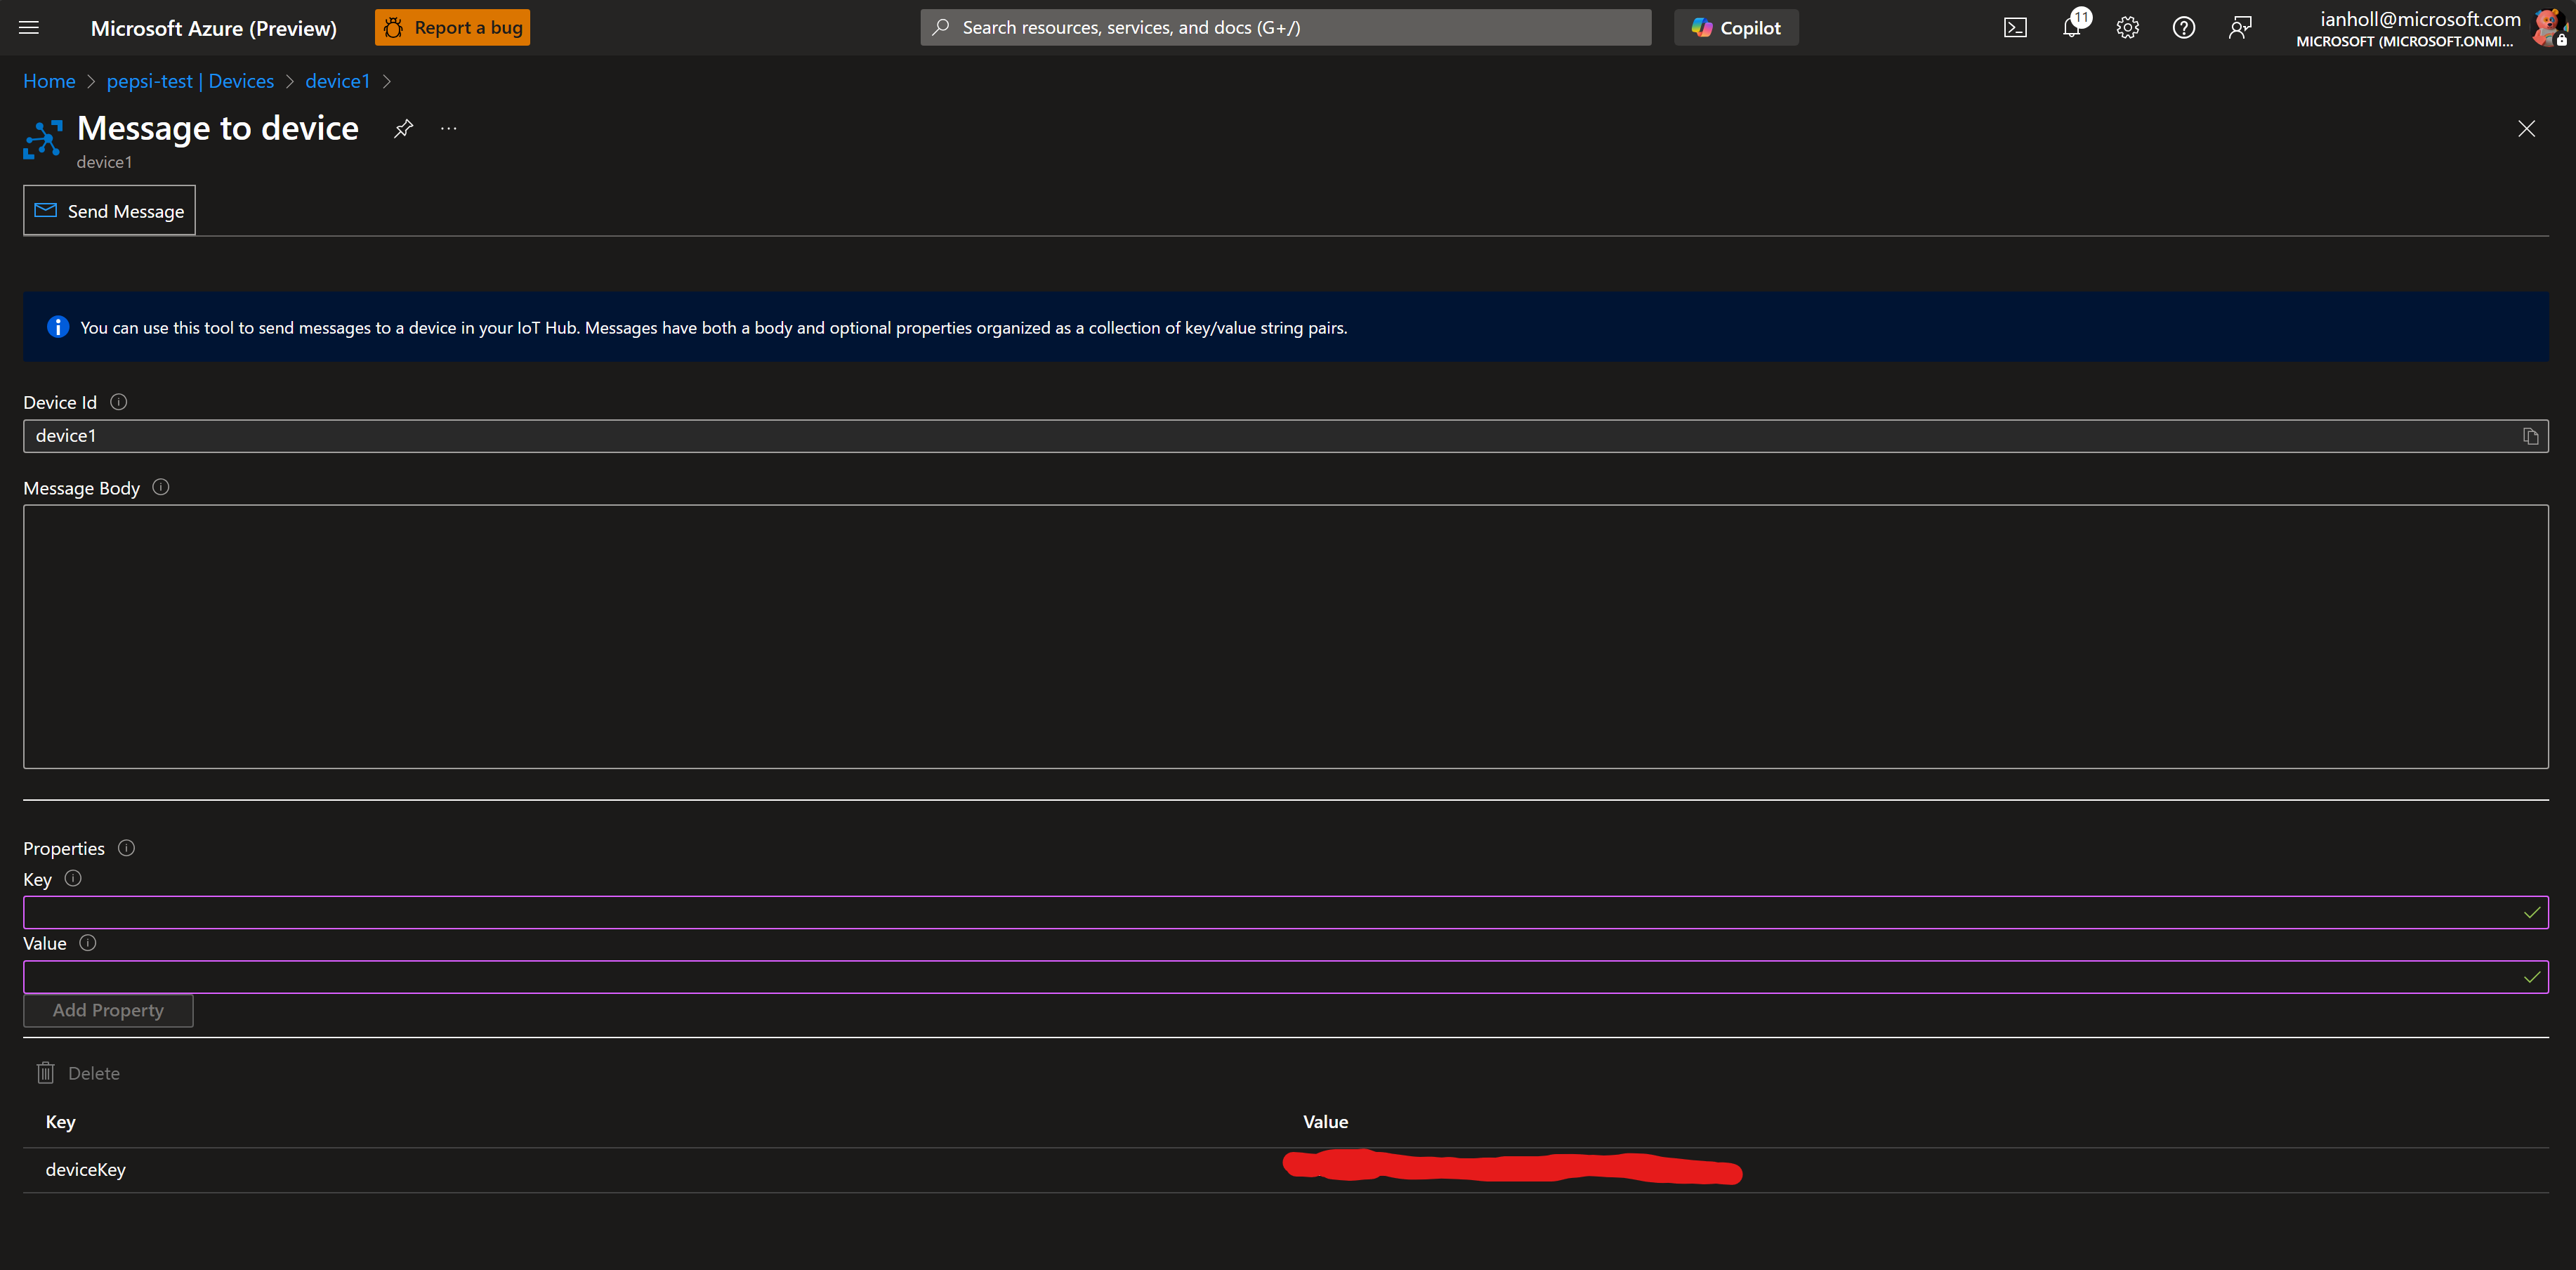 Microsoft Azure (Preview)
Report a bug
Search resources, services, and docs (G+/)
Copilot
11
ianholl@microsoft.com
MICROSOFT (MICROSOFT.ONMI...
Home > pepsi-test | Devices > device1 >
Message to device
...
device1
Send Message
You can use this tool to send messages to a device in your IoT Hub. Messages have both a body and optional properties organized as a collection of key/value string pairs.
Device Id
device1
Message Body
Properties
Key
Value
Add Property
Delete
Key Value
deviceKey